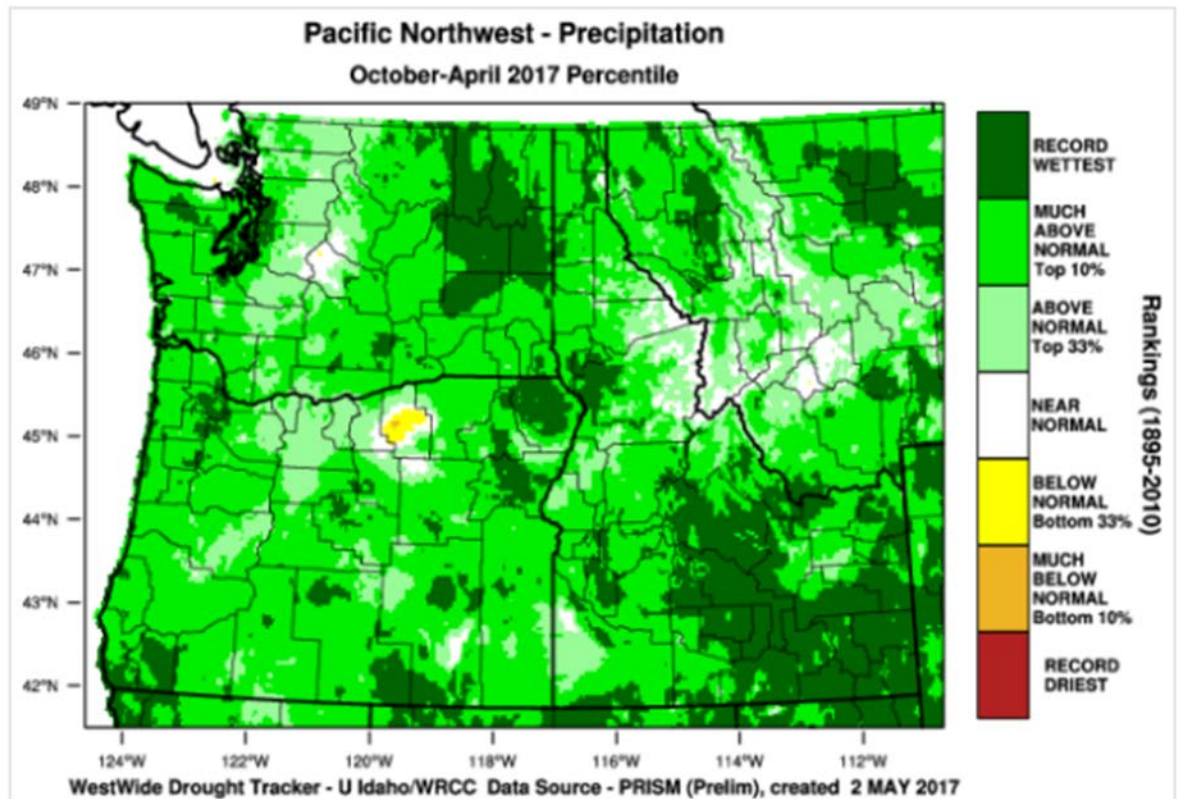 Pacific Northwest - Precipitation
October-April 2017 Percentile
49°N
48°N
47°N
46°N
45°N
44°N
43°N
42°N
124°W
122°W
120°W
118°W
116°W
114°W
112°W
RECORD
WETTEST
MUCH
ABOVE
NORMAL
Top 10%
ABOVE
NORMAL
Top 33%
NEAR
NORMAL
BELOW
NORMAL
Bottom 33%
MUCH
BELOW
NORMAL
Bottom 10%
RECORD
DRIEST
Rankings (1895-2010)
WestWide Drought Tracker - U Idaho/WRCC Data Source - PRISM (Prelim), created 2 MAY 2017